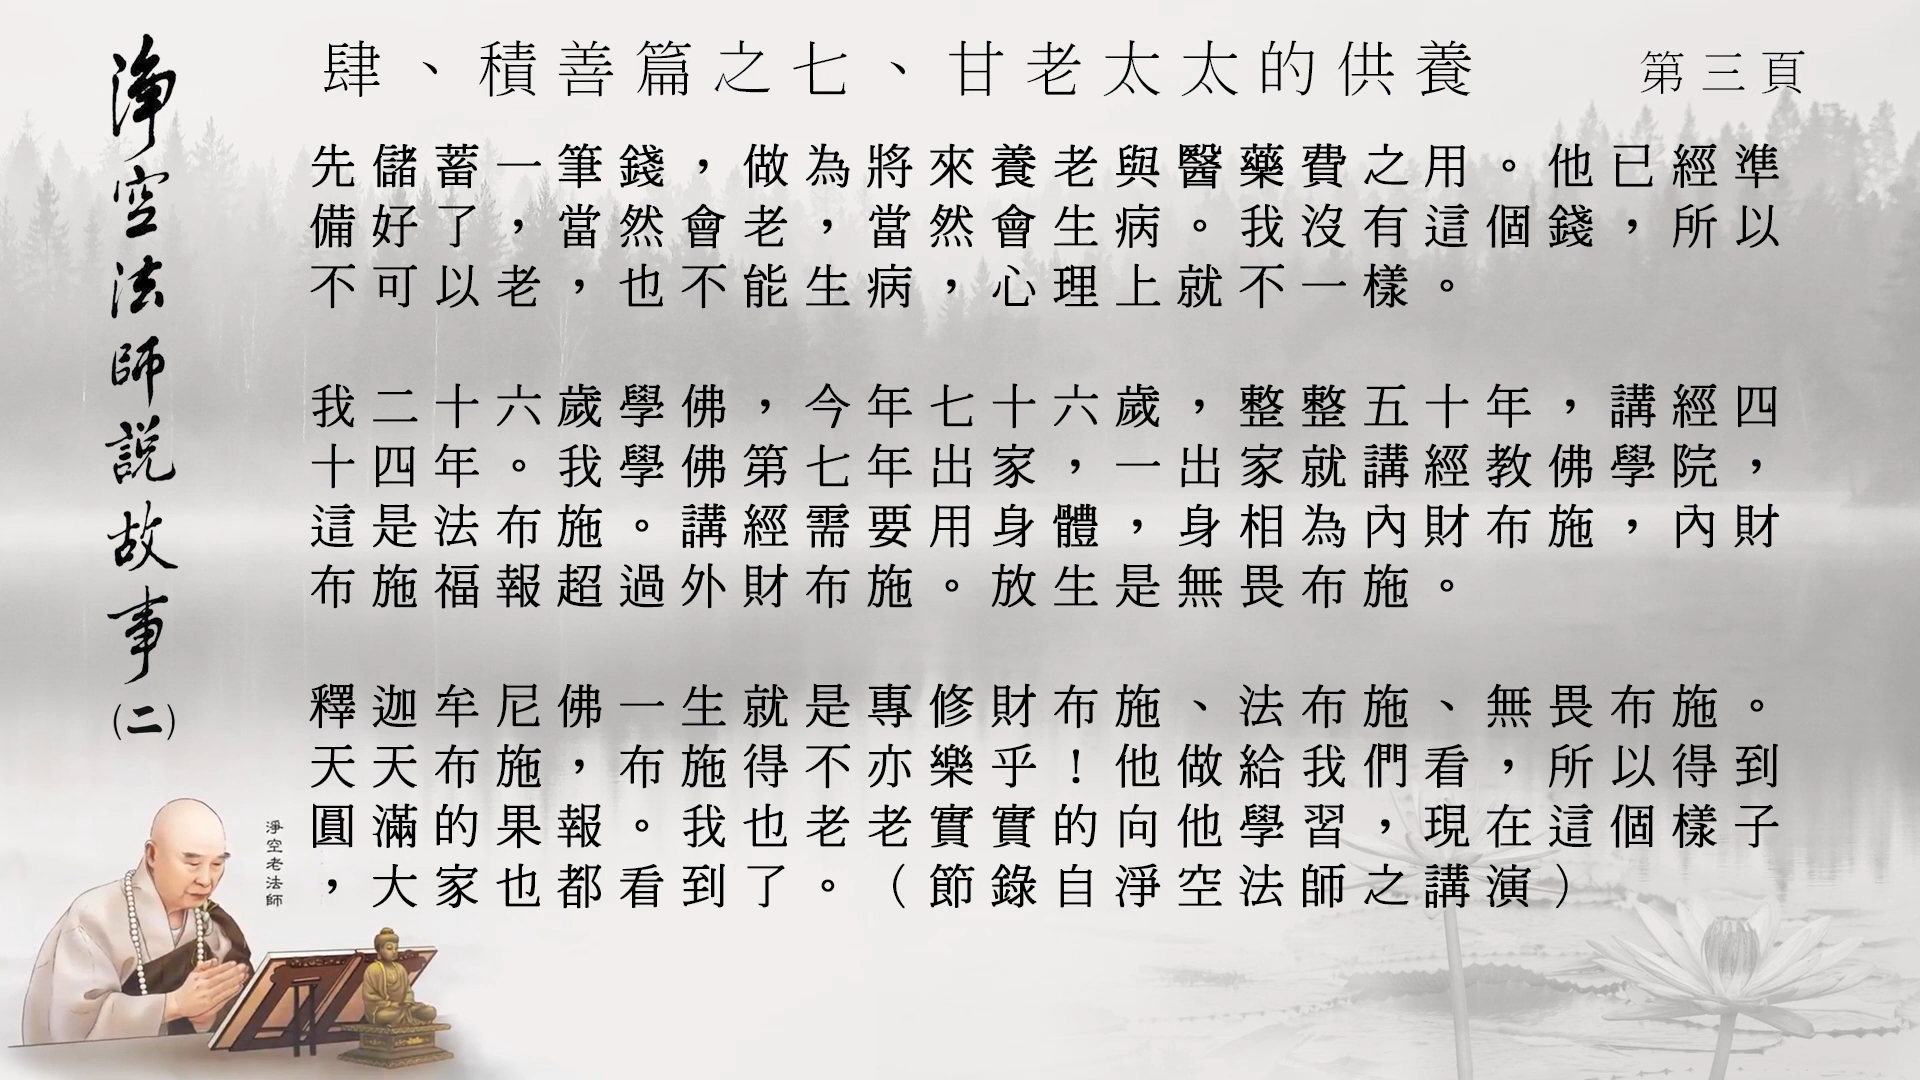 淨空法師說故事(二)
肆、積善篇之七、甘老太太的供養
第三頁
先儲蓄一筆錢，做為將來養老與醫藥費之用。他已經準
備好了，當然會老，當然會生病。我沒有這個錢，所以
不可以老，也不能生病，心理上就不一樣。
我二十六歲學佛，今年七十六歲，整整五十年，講經四
十四年。我學佛第七年出家，一出家就講經教佛學院，
這是法布施。講經需要用身體，身相為內財布施，內財
布施福報超過外財布施。放生是無畏布施。
釋迦牟尼佛一生就是專修財布施、法布施、無畏布施。
天天布施，布施得不亦樂乎！他做給我們看，所以得到
圓滿的果報。我也老老實實的向他學習，現在這個樣子
，大家也都看到了。（節錄自淨空法師之講演）
淨空老法師